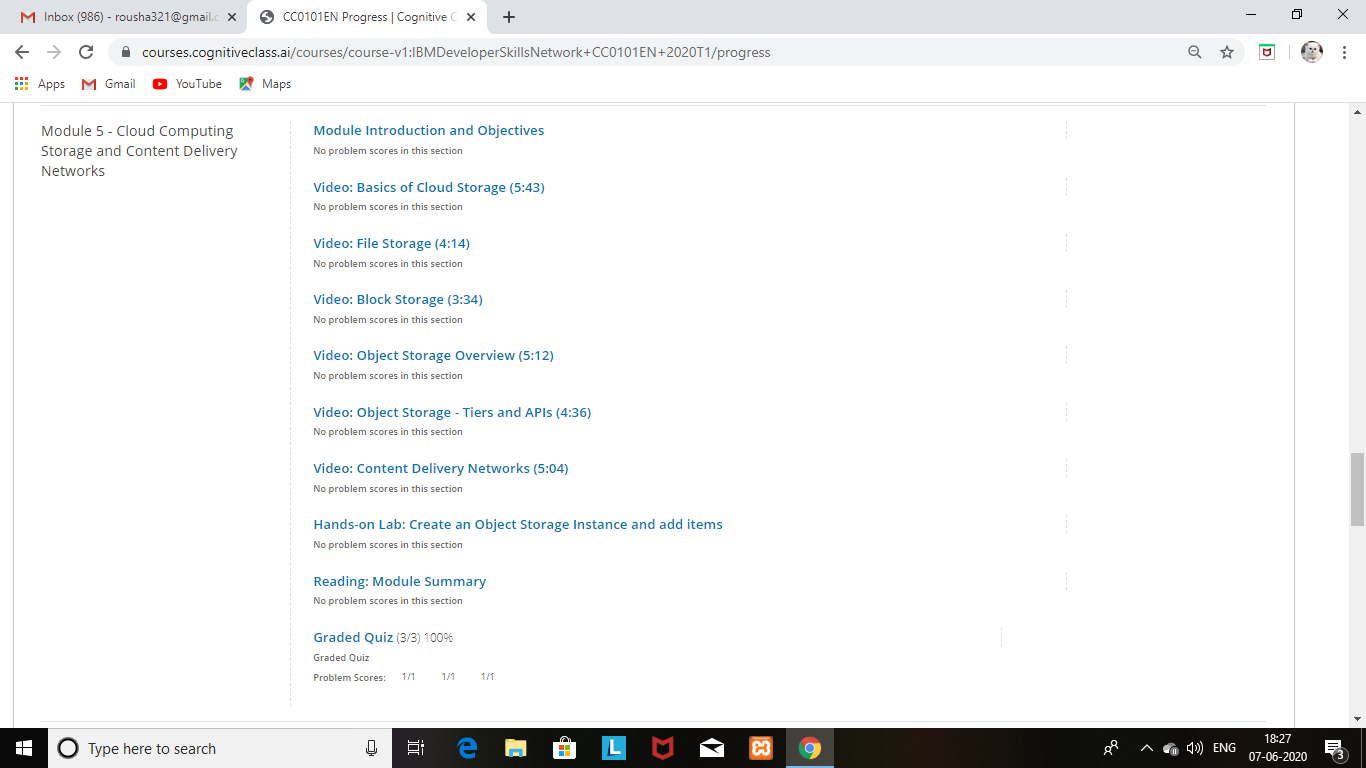 Inbox (986) - rousha321@gmail.c
CC0101EN Progress | Cognitive C
courses.cognitiveclass.ai/courses/course-v1:IBMDeveloperSkillsNetwork+CC0101EN+2020T1/progress
Apps
Gmail
YouTube
Maps
Module 5 - Cloud Computing
Storage and Content Delivery
Networks
Module Introduction and Objectives
No problem scores in this section
Video: Basics of Cloud Storage (5:43)
No problem scores in this section
Video: File Storage (4:14)
No problem scores in this section
Video: Block Storage (3:34)
No problem scores in this section
Video: Object Storage Overview (5:12)
No problem scores in this section
Video: Object Storage - Tiers and APIs (4:36)
No problem scores in this section
Video: Content Delivery Networks (5:04)
No problem scores in this section
Hands-on Lab: Create an Object Storage Instance and add items
No problem scores in this section
Reading: Module Summary
No problem scores in this section
Graded Quiz (3/3) 100%
Graded Quiz
Problem Scores: 1/1 1/1 1/1
Type here to search
L
ENG
18:27
07-06-2020
3